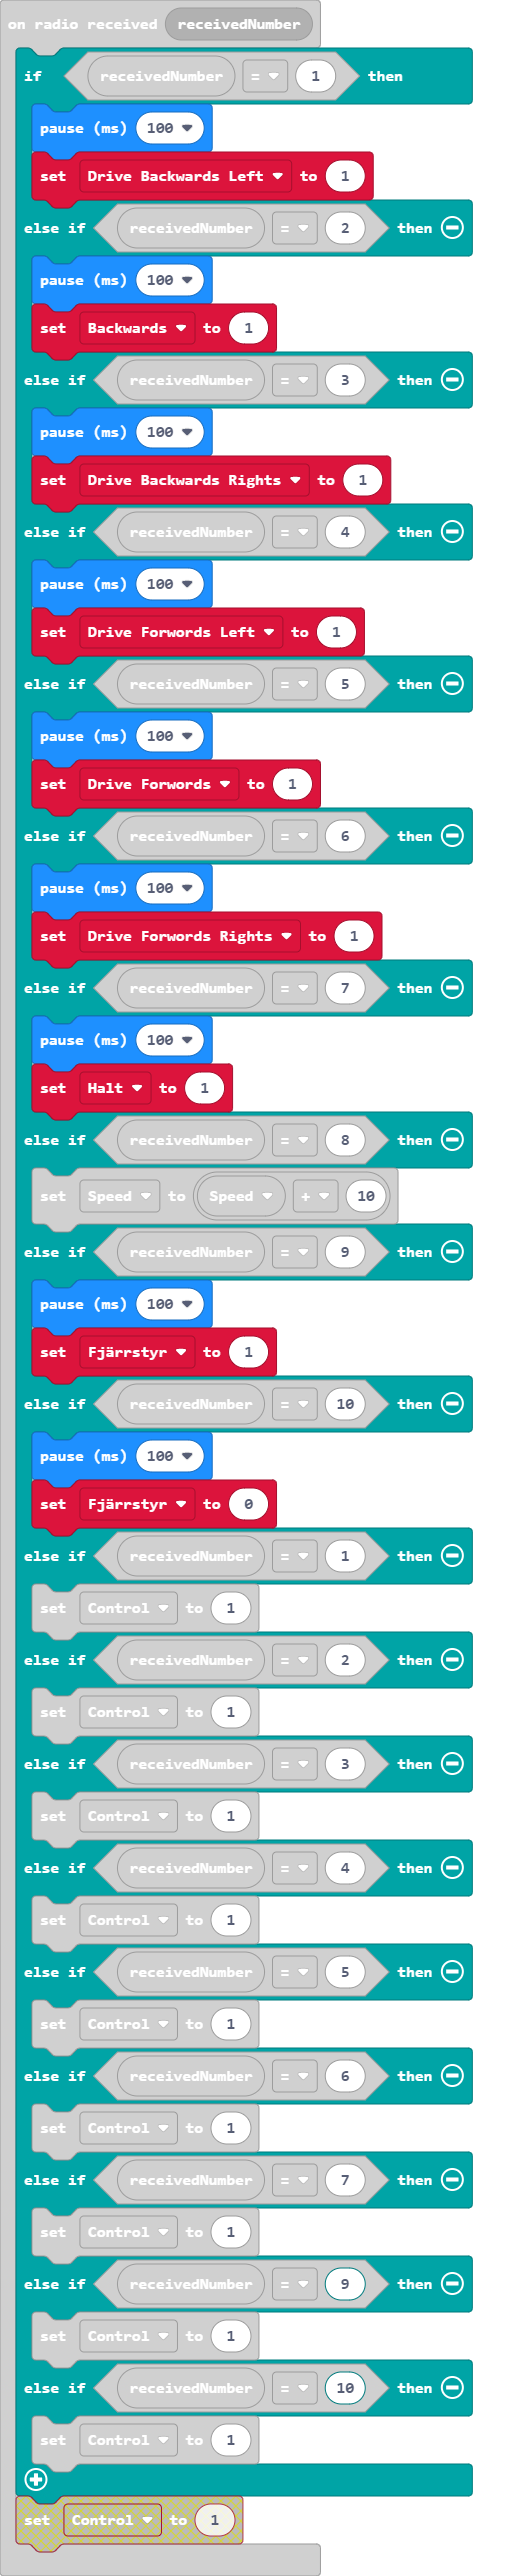 on radio received receivedNumber
if receivedNumber = 1 then
pause (ms) 100
set Drive Backwards Left to 1
else if receivedNumber = 2 then
pause (ms) 100
set Backwards to 1
else if receivedNumber = 3 then
pause (ms) 100
set Drive Backwards Rights to 1
else if receivedNumber = 4 then
pause (ms) 100
set Drive Forwords Left to 1
else if receivedNumber = 5 then
pause (ms) 100
set Drive Forwords to 1
else if receivedNumber = 6 then
pause (ms) 100
set Drive Forwords Rights to 1
else if receivedNumber = 7 then
pause (ms) 100
set Halt to 1
else if receivedNumber = 8 then
set Speed to Speed + 10
else if receivedNumber = 9 then
pause (ms) 100
set Fjärrstyr to 1
else if receivedNumber = 10 then
pause (ms) 100
set Fjärrstyr to 0
else if receivedNumber = 1 then
set Control to 1
else if receivedNumber = 2 then
set Control to 1
else if receivedNumber = 3 then
set Control to 1
else if receivedNumber = 4 then
set Control to 1
else if receivedNumber = 5 then
set Control to 1
else if receivedNumber = 6 then
set Control to 1
else if receivedNumber = 7 then
set Control to 1
else if receivedNumber = 9 then
set Control to 1
else if receivedNumber = 10 then
set Control to 1
set Control to 1